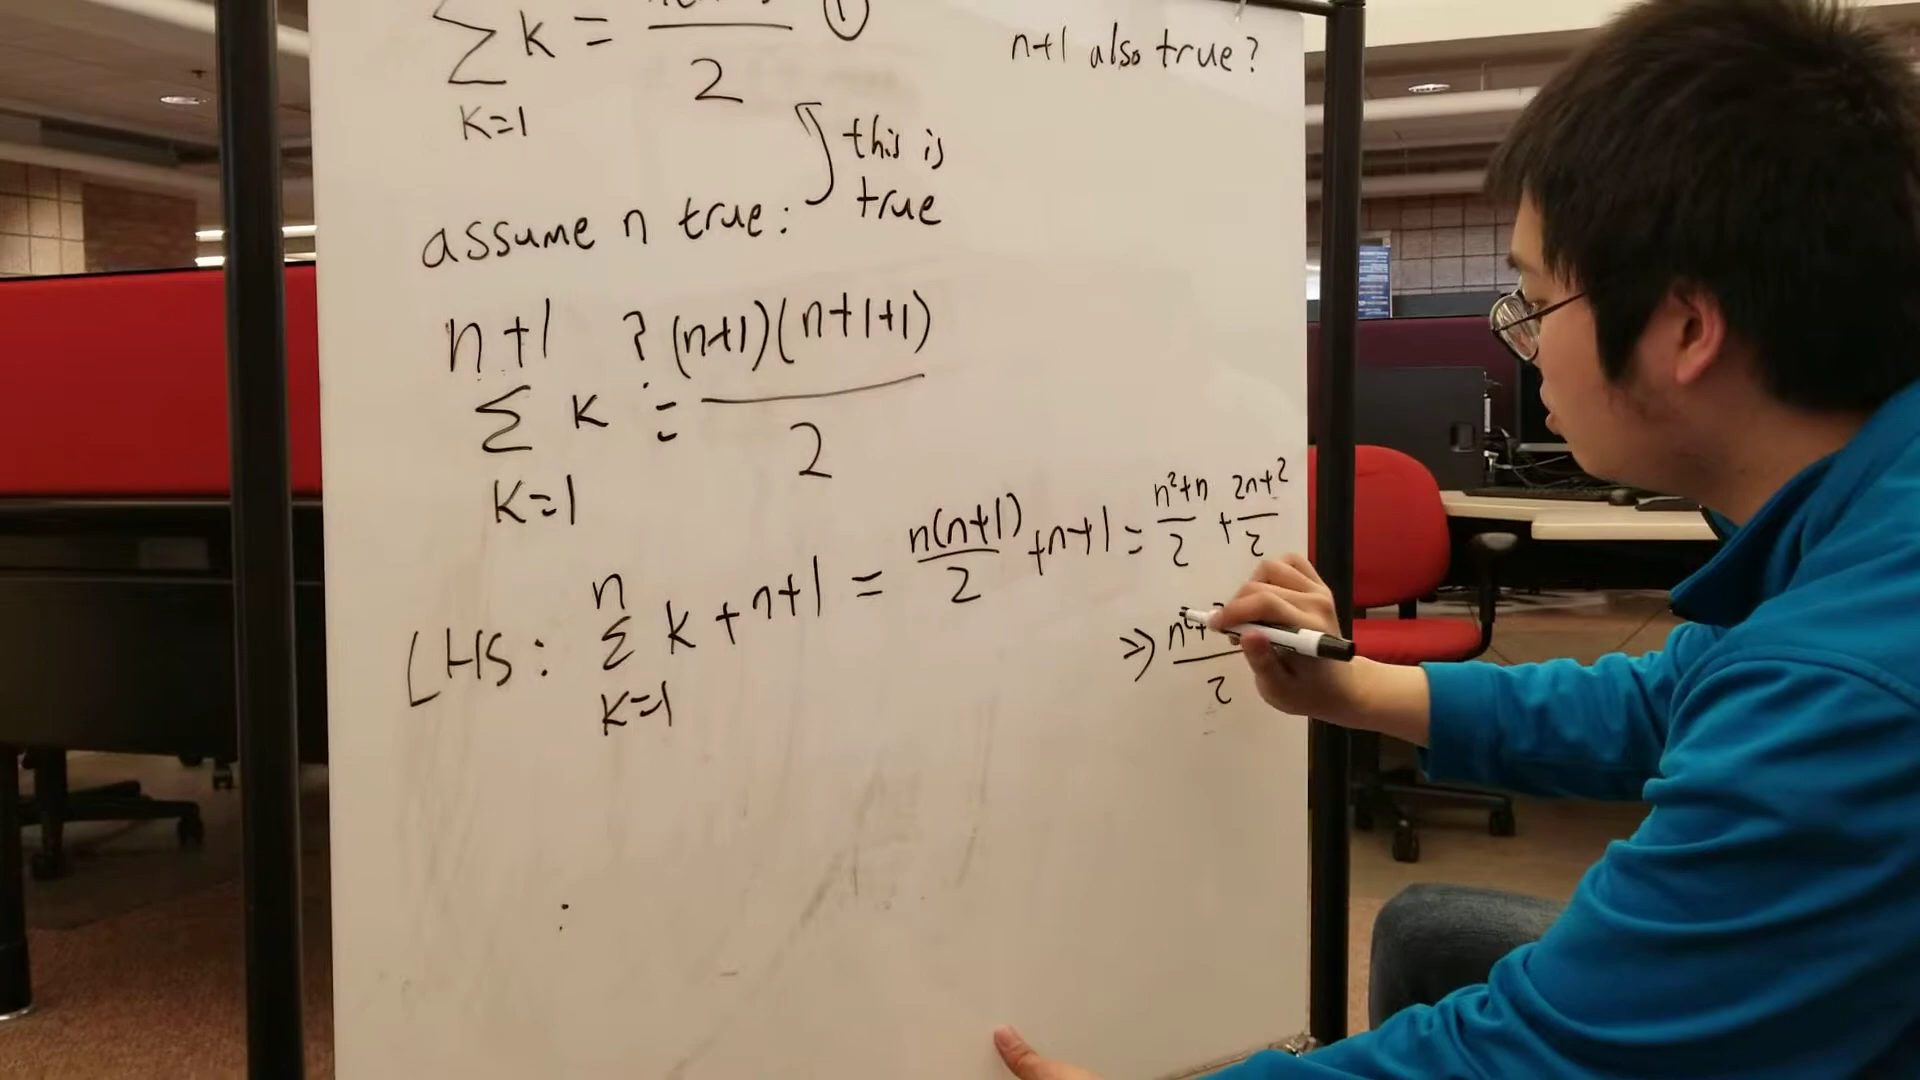 ∑ k = / 2 ①
k=1
n+1 also true?
this is
true
assume n true:
n+1 ? (n+1)(n+1+1)
∑ k = / 2
k=1
LHS: n ∑ k=1 k + n+1 = n(n+1)/2 + n+1 = n²+n/2 + 2n+2/2
⇒ n²+ / 2